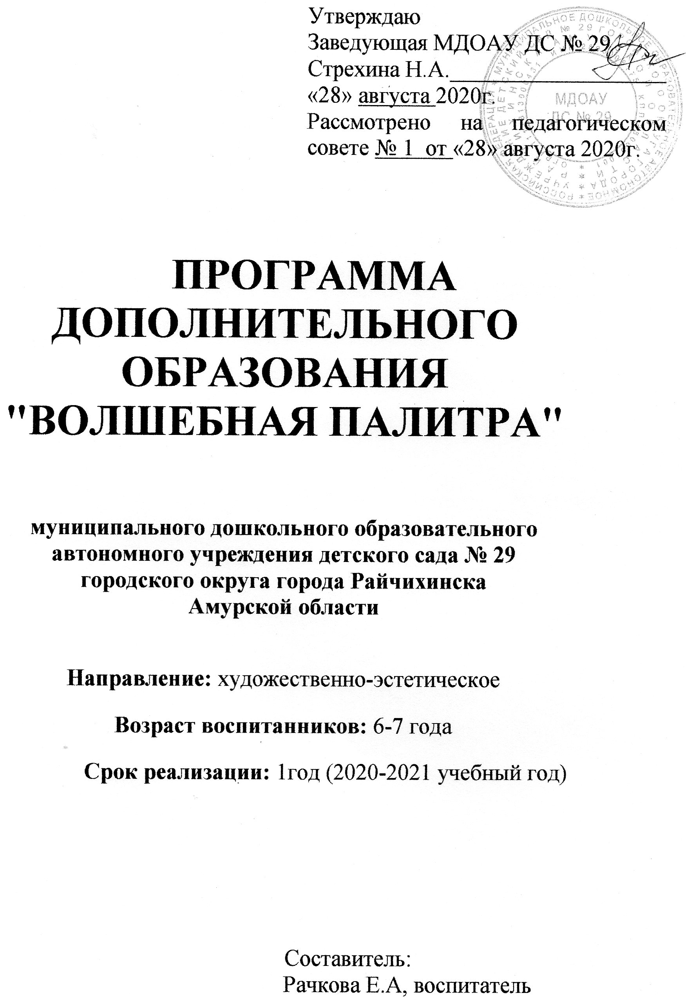 Утверждаю
Заведующая МДОАУ ДС № 29
Стрехина Н.А.
«28» августа 2020г.
Рассмотрено на педагогическом
совете № 1 от «28» августа 2020г.
МДОАУ
ДС № 29
ПРОГРАММА
ДОПОЛНИТЕЛЬНОГО
ОБРАЗОВАНИЯ
"ВОЛШЕБНАЯ ПАЛИТРА"
муниципального дошкольного образовательного
автономного учреждения детского сада № 29
городского округа города Райчихинска
Амурской области
Направление: художественно-эстетическое
Возраст воспитанников: 6-7 года
Срок реализации: 1год (2020-2021 учебный год)
Составитель:
Рачкова Е.А, воспитатель